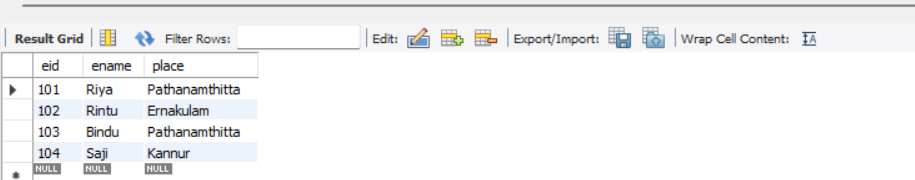 Result Grid Filter Rows: Edit: Export/Import: Wrap Cell Content: IA
eid ename place
101 Riya Pathanamthitta
102 Rintu Ernakulam
103 Bindu Pathanamthitta
104 Saji Kannur
NULL NULL NULL